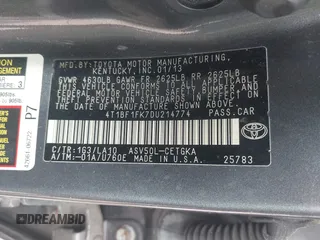 MFD.BY:TOYOTA MOTOR MANUFACTURING,
KENTUCKY,INC.01/13
GVWR 4630LB GAWR FR 2625LB RR 2625LB
THIS VEHICLE CONFORMS TO ALL APPLICABLE
FEDERAL MOTOR VEHICLE SAFETY, BUMPER,
AND THEFT PREVENTION STANDARDS IN EFFECT ON
THE DATE OF MANUFACTURE SHOWN ABOVE.
4T1BF1FK7DU214774 PASS.CAR
C/TR:1G3/LA10 ASV50L-CETGKA
A/TM:-01A/U760E MADE IN U.S.A.
25783
P7
TOYOTA
DREAMBID